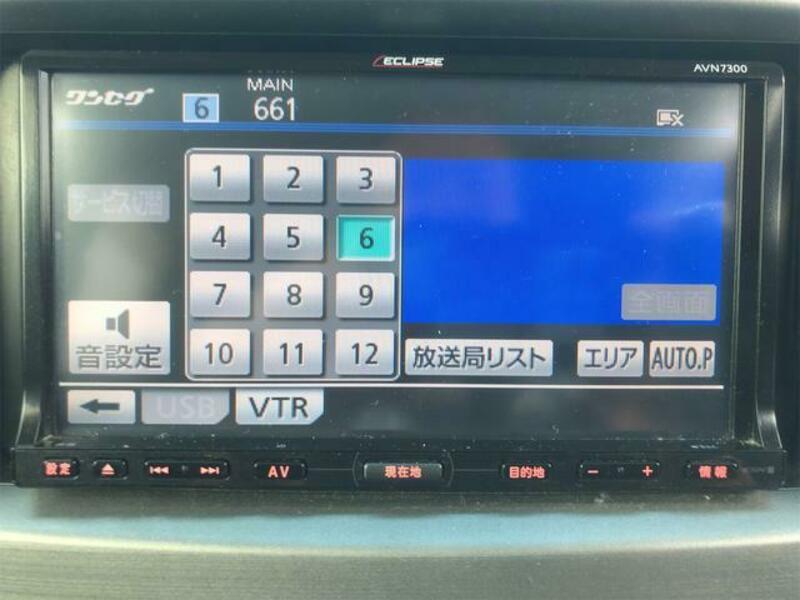 ECLIPSE
AVN7300
ワンセグ
6
MAIN
661
1 2 3
サービス切替
4 5 6
7 8 9
全画面
音設定
10 11 12
放送局リスト
エリア
AUTO.P
USB
VTR
設定
AV
現在地
目的地
− +
情報